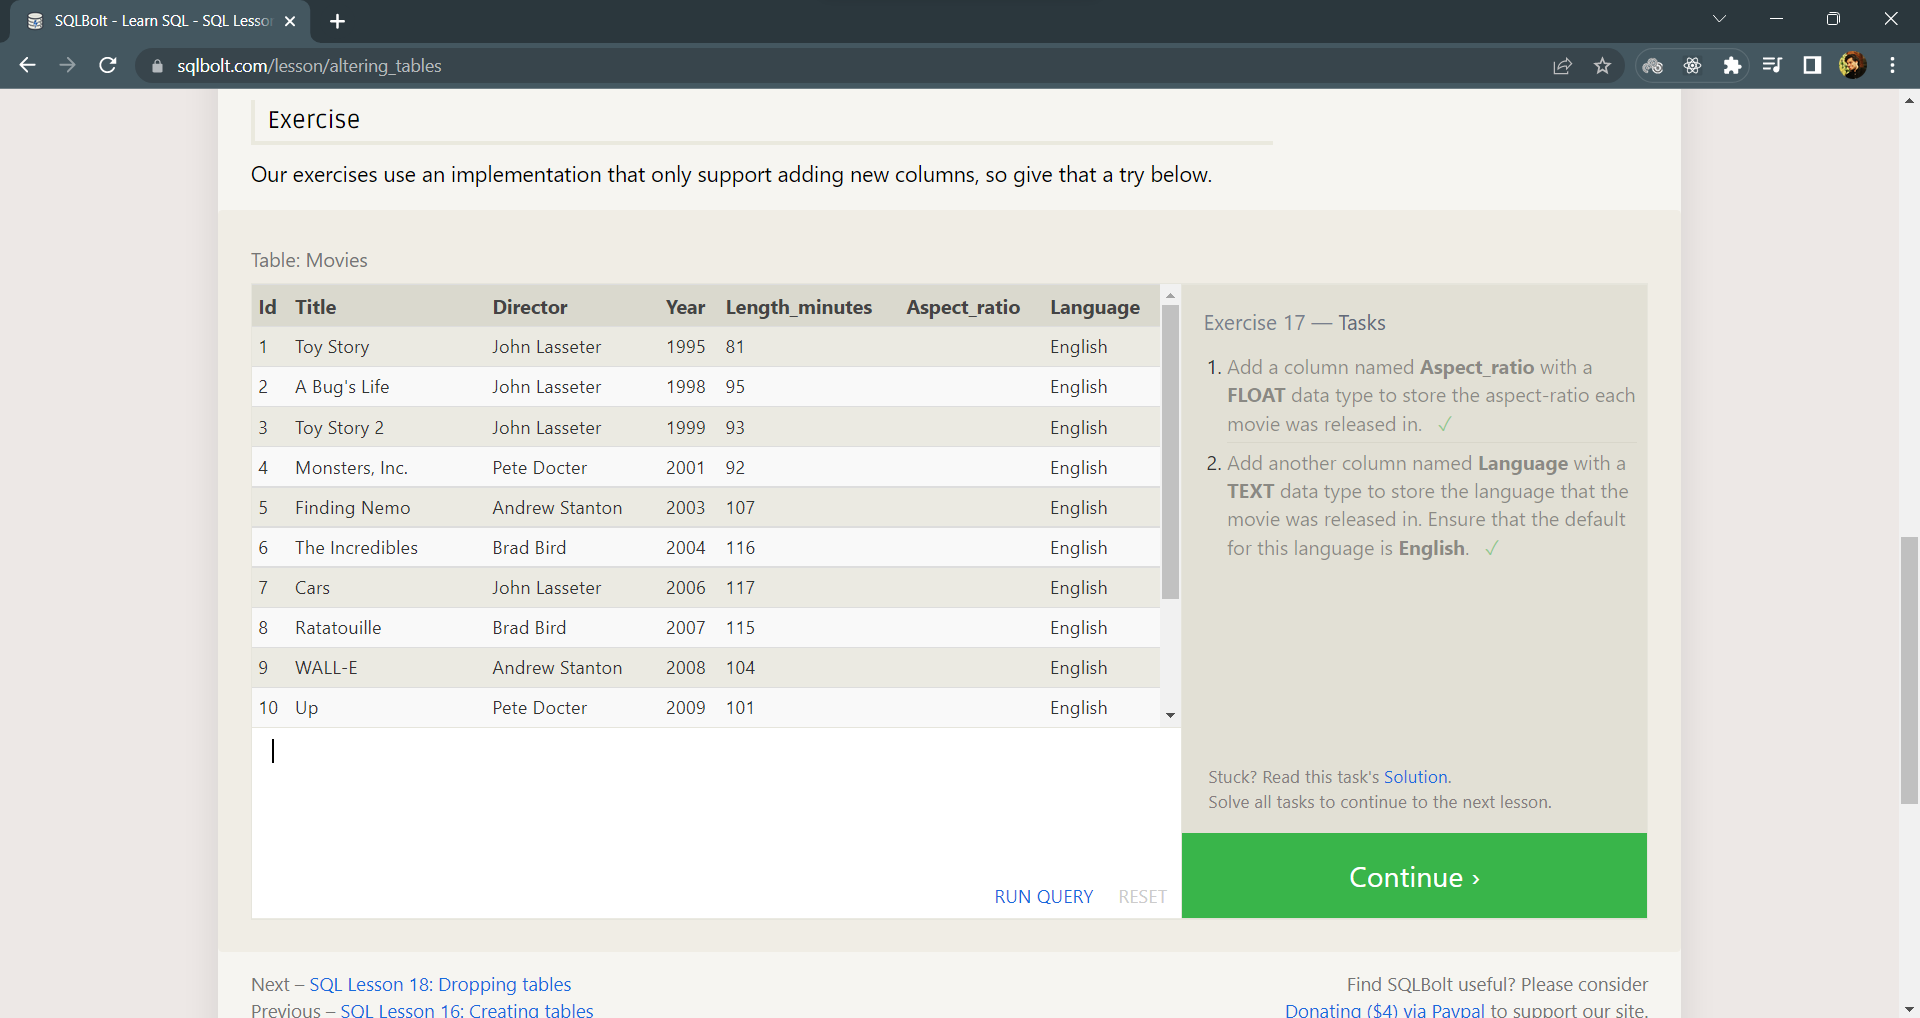 SQLBolt - Learn SQL - SQL Lesso
sqlbolt.com/lesson/altering_tables
Exercise
Our exercises use an implementation that only support adding new columns, so give that a try below.
Table: Movies
Id Title Director Year Length_minutes Aspect_ratio Language
1 Toy Story John Lasseter 1995 81 English
2 A Bug's Life John Lasseter 1998 95 English
3 Toy Story 2 John Lasseter 1999 93 English
4 Monsters, Inc. Pete Docter 2001 92 English
5 Finding Nemo Andrew Stanton 2003 107 English
6 The Incredibles Brad Bird 2004 116 English
7 Cars John Lasseter 2006 117 English
8 Ratatouille Brad Bird 2007 115 English
9 WALL-E Andrew Stanton 2008 104 English
10 Up Pete Docter 2009 101 English
RUN QUERY RESET
Exercise 17 — Tasks
1. Add a column named Aspect_ratio with a
FLOAT data type to store the aspect-ratio each
movie was released in. ✓
2. Add another column named Language with a
TEXT data type to store the language that the
movie was released in. Ensure that the default
for this language is English. ✓
Stuck? Read this task's Solution.
Solve all tasks to continue to the next lesson.
Continue ›
Next – SQL Lesson 18: Dropping tables
Previous – SQL Lesson 16: Creating tables
Find SQLBolt useful? Please consider
Donating ($4) via Paypal to support our site.